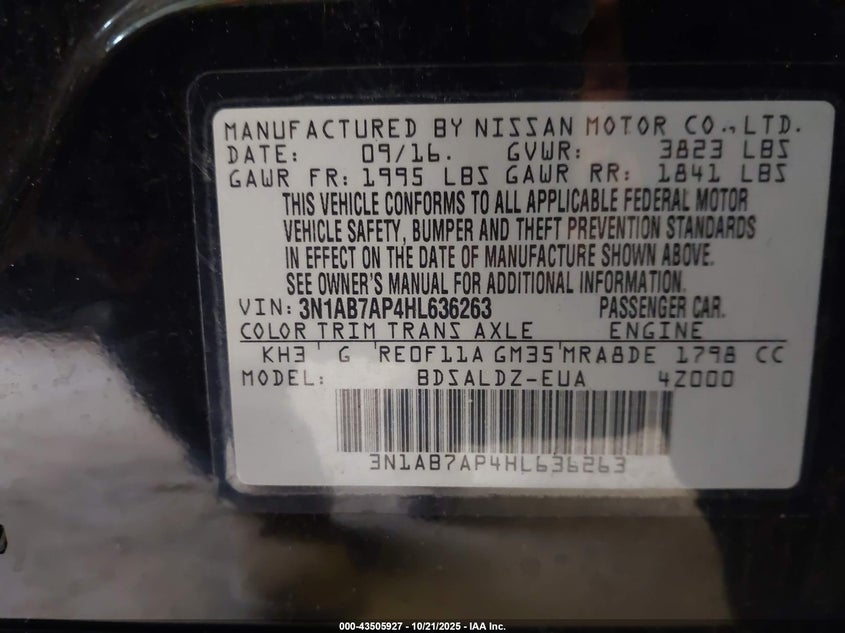 MANUFACTURED BY NISSAN MOTOR CO., LTD.
DATE: 09/16. GVWR: 3823 LBS
GAWR FR: 1995 LBS GAWR RR: 1841 LBS
THIS VEHICLE CONFORMS TO ALL APPLICABLE FEDERAL MOTOR
VEHICLE SAFETY, BUMPER AND THEFT PREVENTION STANDARDS
IN EFFECT ON THE DATE OF MANUFACTURE SHOWN ABOVE.
SEE OWNER'S MANUAL FOR ADDITIONAL INFORMATION.
VIN: 3N1AB7AP4HL636263 PASSENGER CAR.
COLOR TRIM TRANS AXLE ENGINE
KH3 G RE0F11A GM35 MRA8DE 1798 CC
MODEL: BDSALDZ-EUA 4Z000
3N1AB7AP4HL636263
000-43505927 - 10/21/2025 - IAA Inc.